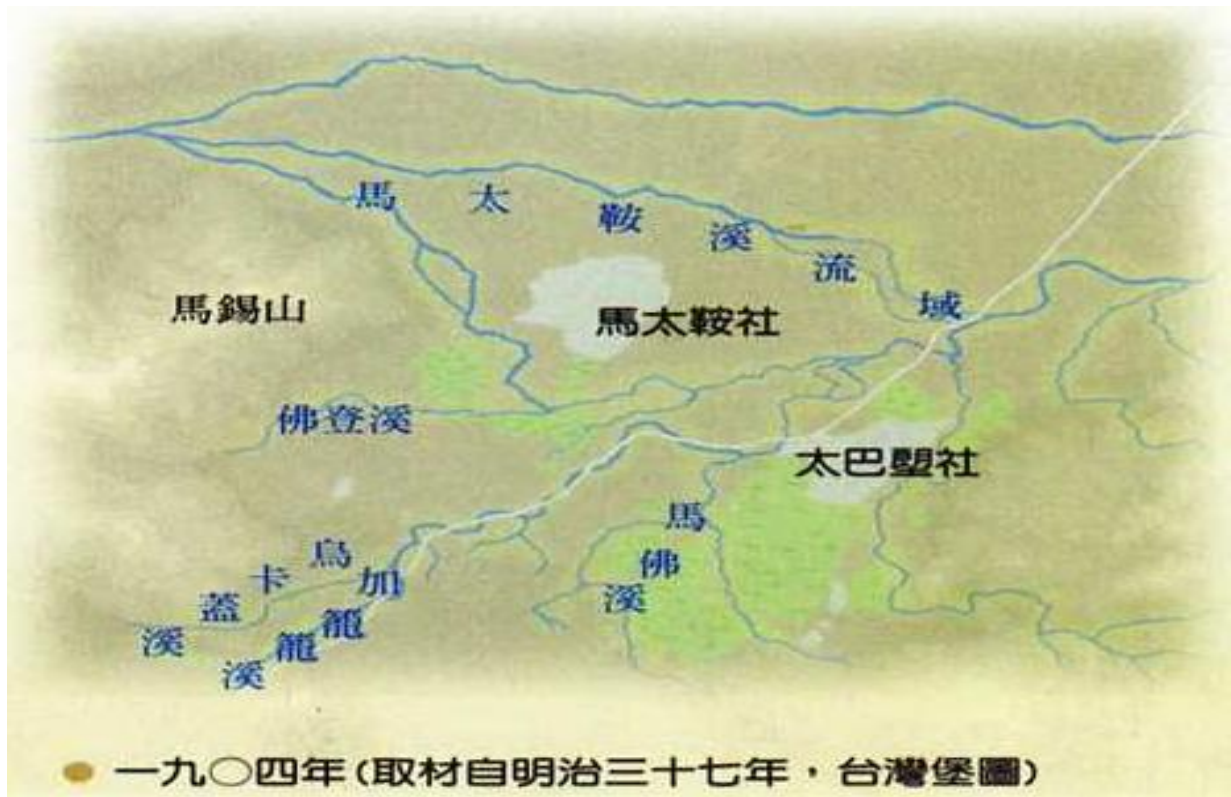 馬太鞍溪流域
馬錫山
馬太鞍社
佛登溪
太巴塱社
馬佛溪
烏卡蓋溪
加籠籠溪
一九〇四年(取材自明治三十七年，台灣堡圖)